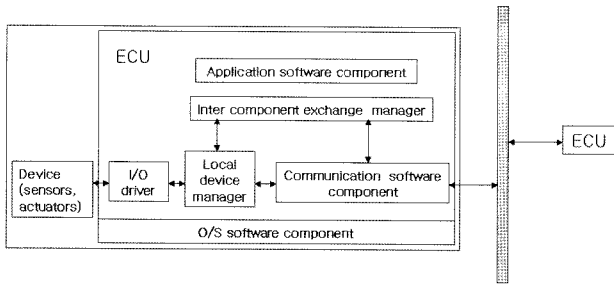 ECU
Application software component
Inter component exchange manager
Device
(sensors,
actuators)
I/O
driver
Local
device
manager
Communication software
component
ECU
O/S software component